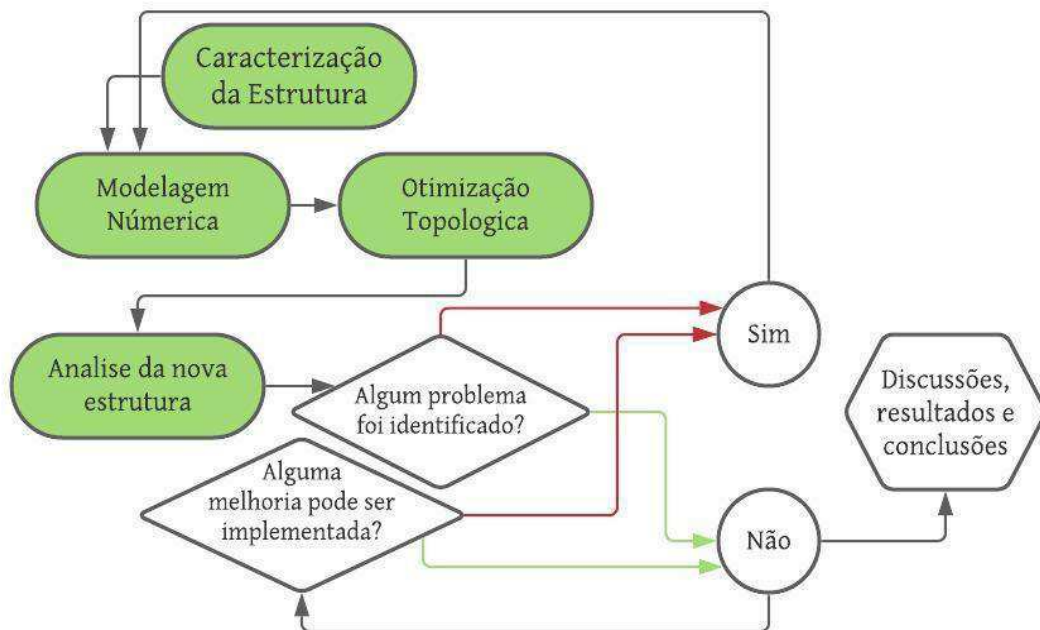 Caracterização
da Estrutura
Modelagem
Númerica
Otimização
Topologica
Analise da nova
estrutura
Algum problema
foi identificado?
Sim
Discussões,
resultados e
conclusões
Alguma
melhoria pode ser
implementada?
Não